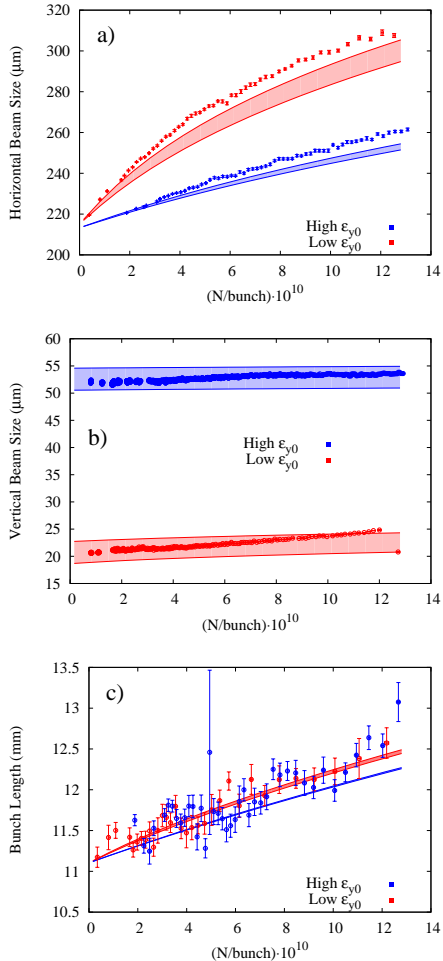 a)
Horizontal Beam Size (μm)
320
300
280
260
240
220
200
High ε_y0
Low ε_y0
0 2 4 6 8 10 12 14
(N/bunch)·10^10
b)
Vertical Beam Size (μm)
60
55
50
45
40
35
30
25
20
15
High ε_y0
Low ε_y0
0 2 4 6 8 10 12 14
(N/bunch)·10^10
c)
Bunch Length (mm)
13.5
13
12.5
12
11.5
11
10.5
High ε_y0
Low ε_y0
0 2 4 6 8 10 12 14
(N/bunch)·10^10